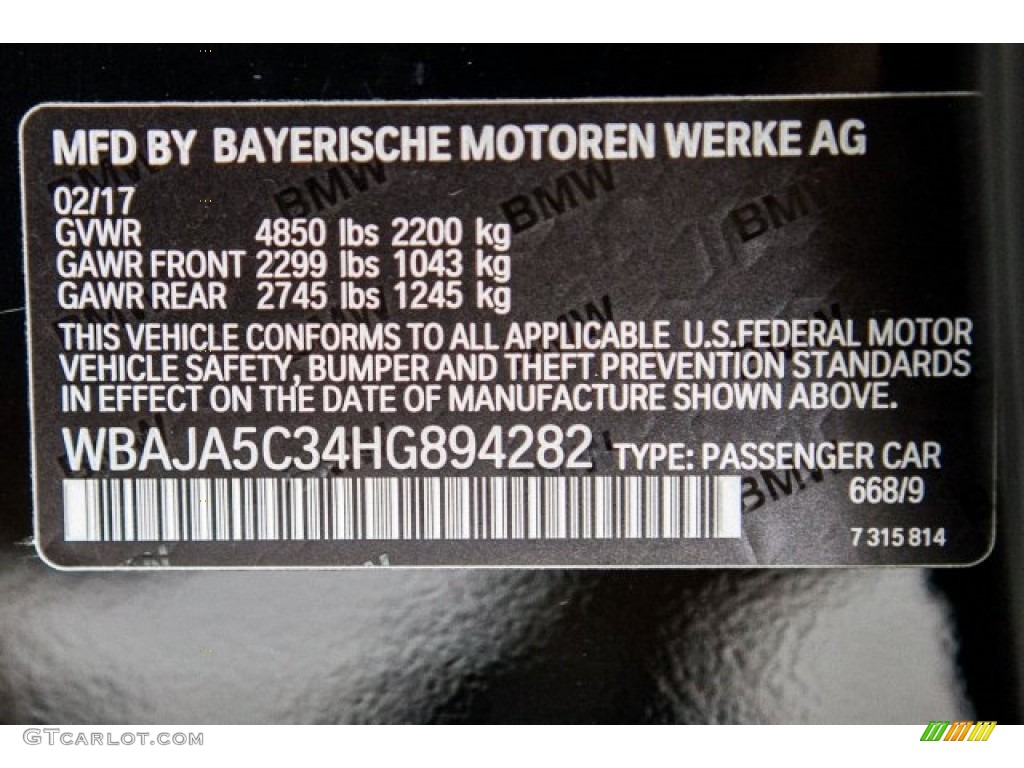 MFD BY BAYERISCHE MOTOREN WERKE AG
02/17
GVWR 4850 lbs 2200 kg
GAWR FRONT 2299 lbs 1043 kg
GAWR REAR 2745 lbs 1245 kg
THIS VEHICLE CONFORMS TO ALL APPLICABLE U.S.FEDERAL MOTOR
VEHICLE SAFETY, BUMPER AND THEFT PREVENTION STANDARDS
IN EFFECT ON THE DATE OF MANUFACTURE SHOWN ABOVE.
WBAJA5C34HG894282 TYPE: PASSENGER CAR
668/9
7 315 814
BMW BMW BMW
BMW
GTCarlot.com